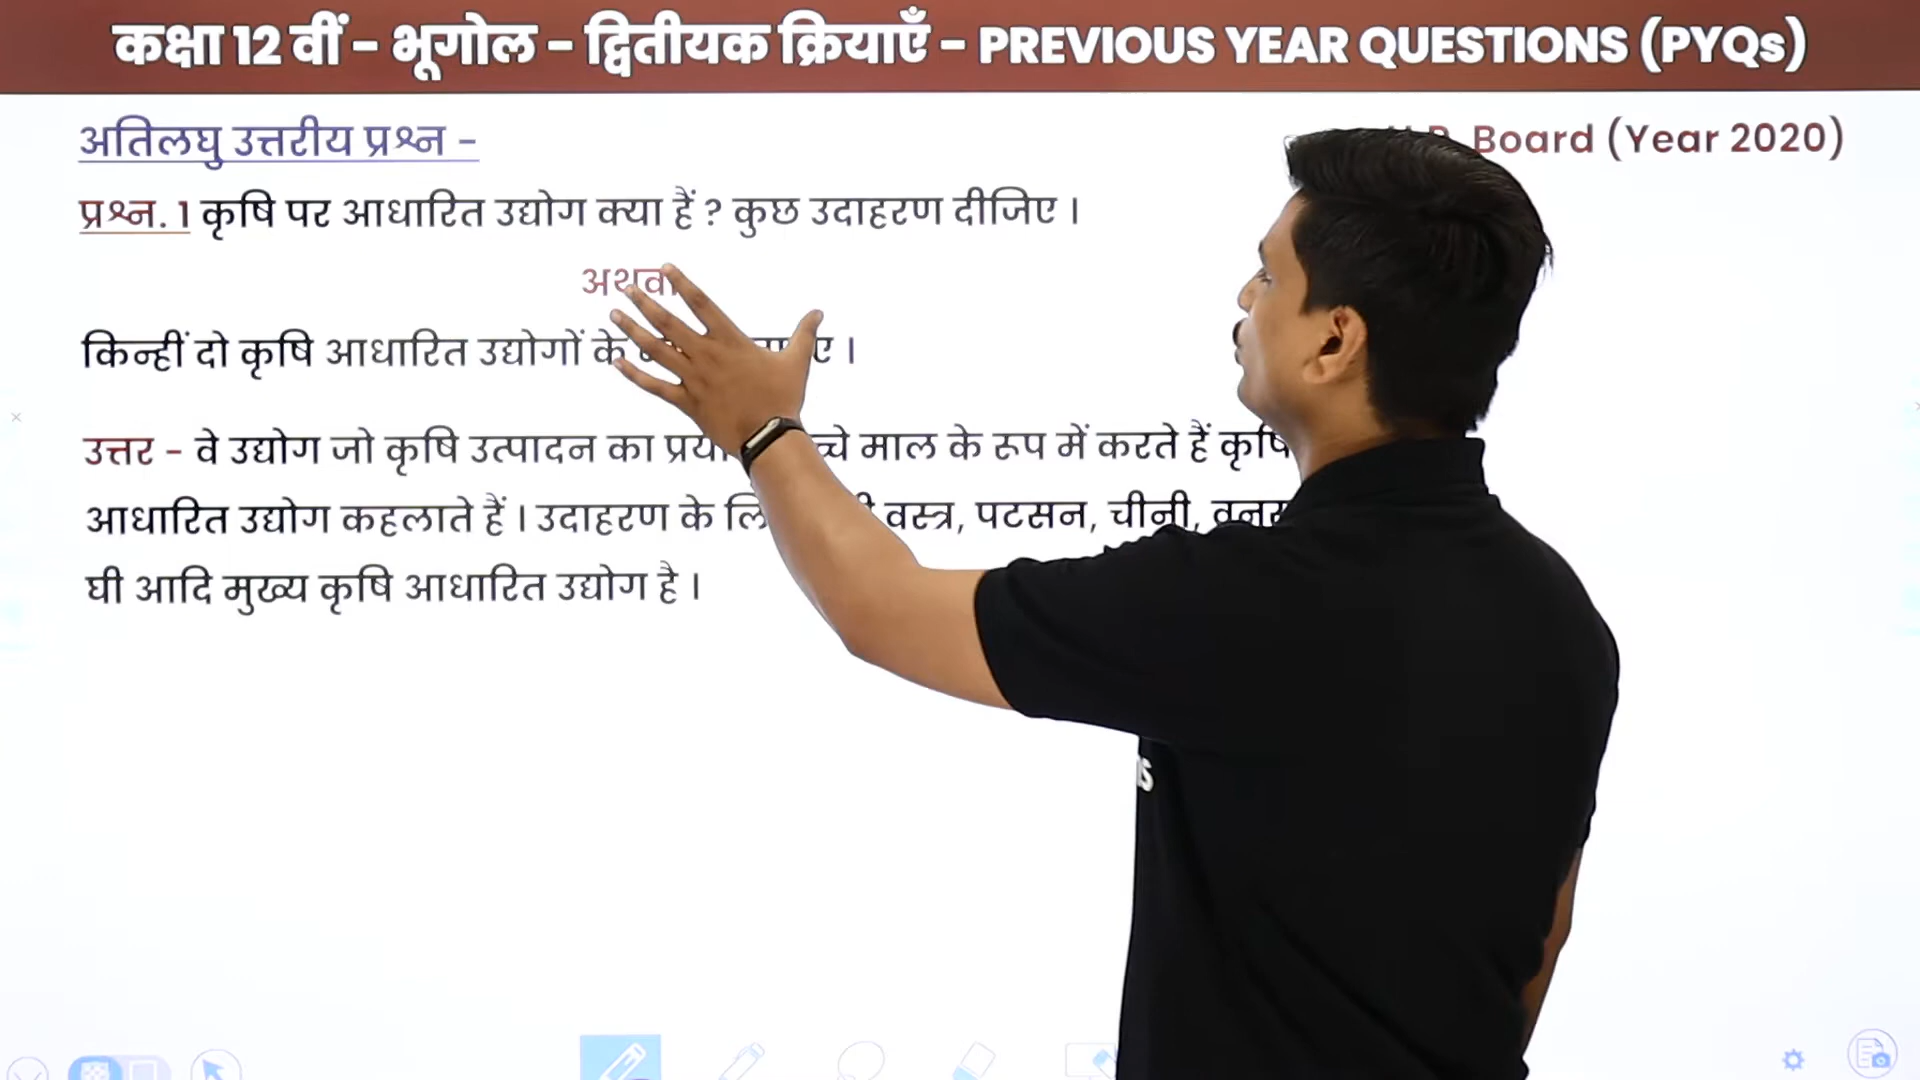 कक्षा 12 वीं - भूगोल - द्वितीयक क्रियाएँ - PREVIOUS YEAR QUESTIONS (PYQs)
अतिलघु उत्तरीय प्रश्न - Board (Year 2020)
प्रश्न. 1 कृषि पर आधारित उद्योग क्या हैं ? कुछ उदाहरण दीजिए ।
अथवा
किन्हीं दो कृषि आधारित उद्योगों के ।
उत्तर - वे उद्योग जो कृषि उत्पादन का माल के रूप में करते हैं कृषि
आधारित उद्योग कहलाते हैं । उदाहरण के वस्त्र, पटसन, चीनी,
घी आदि मुख्य कृषि आधारित उद्योग है ।